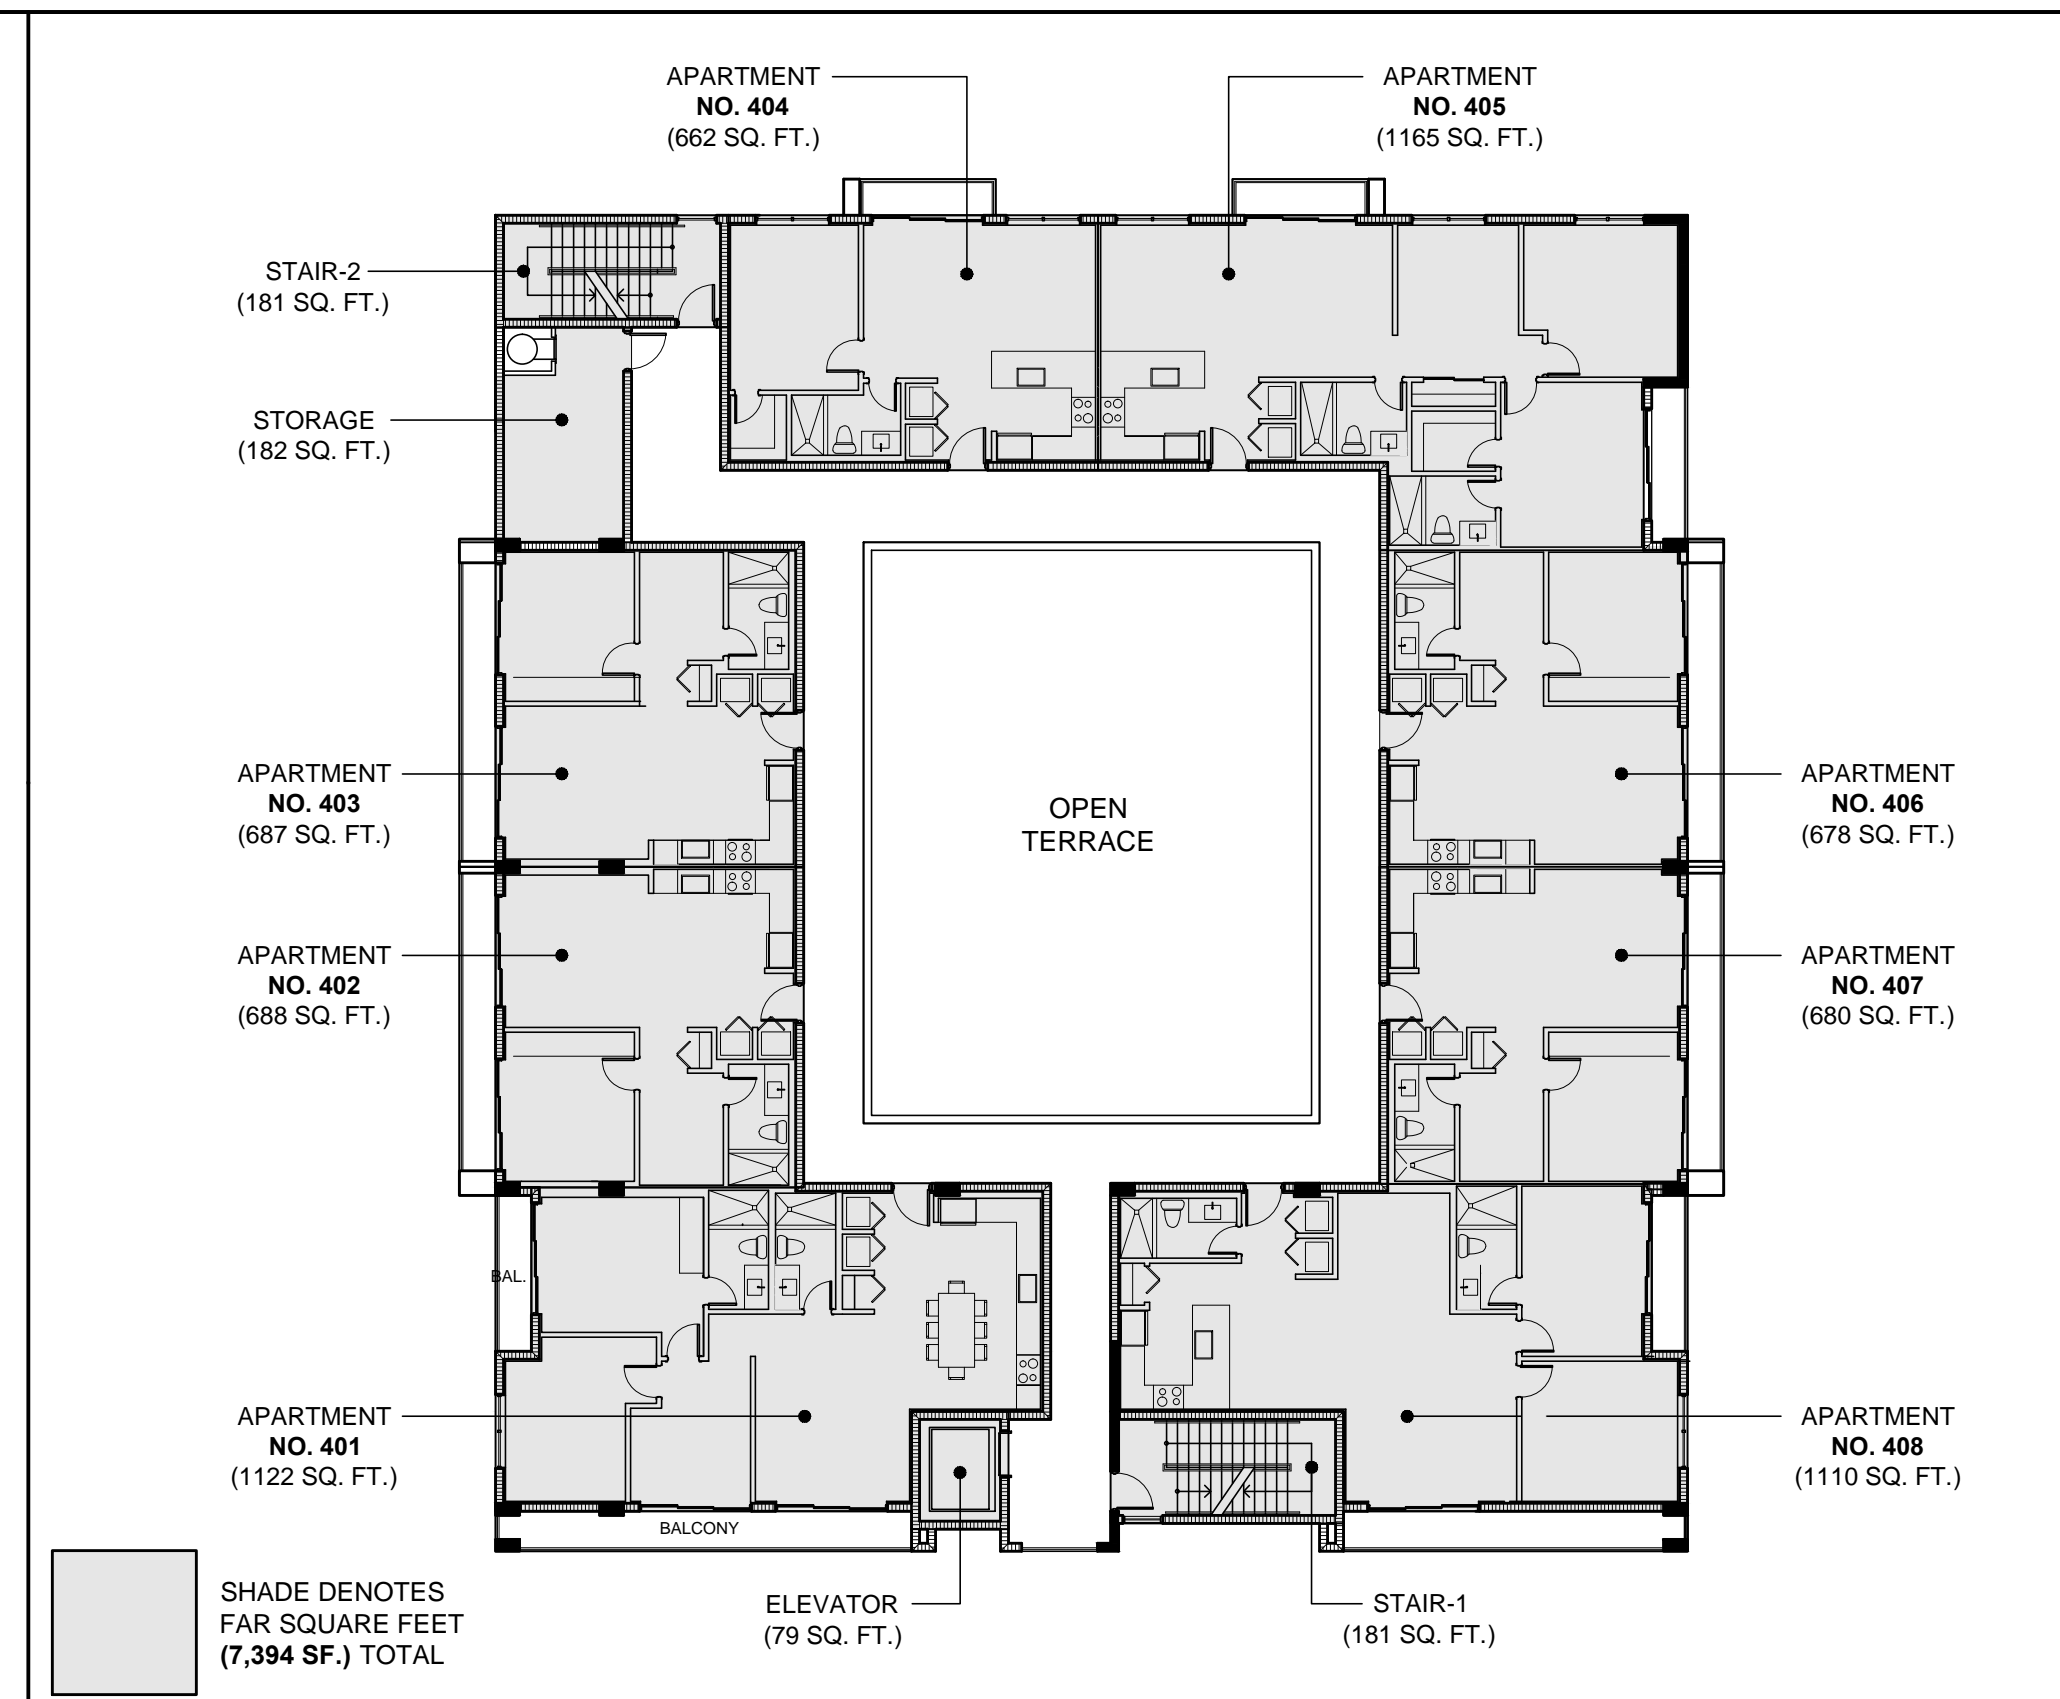 APARTMENT
NO. 404
(662 SQ. FT.)
APARTMENT
NO. 405
(1165 SQ. FT.)
STAIR-2
(181 SQ. FT.)
STORAGE
(182 SQ. FT.)
APARTMENT
NO. 403
(687 SQ. FT.)
OPEN
TERRACE
APARTMENT
NO. 406
(678 SQ. FT.)
APARTMENT
NO. 402
(688 SQ. FT.)
APARTMENT
NO. 407
(680 SQ. FT.)
BAL.
APARTMENT
NO. 401
(1122 SQ. FT.)
APARTMENT
NO. 408
(1110 SQ. FT.)
BALCONY
ELEVATOR
(79 SQ. FT.)
STAIR-1
(181 SQ. FT.)
SHADE DENOTES
FAR SQUARE FEET
(7,394 SF.) TOTAL